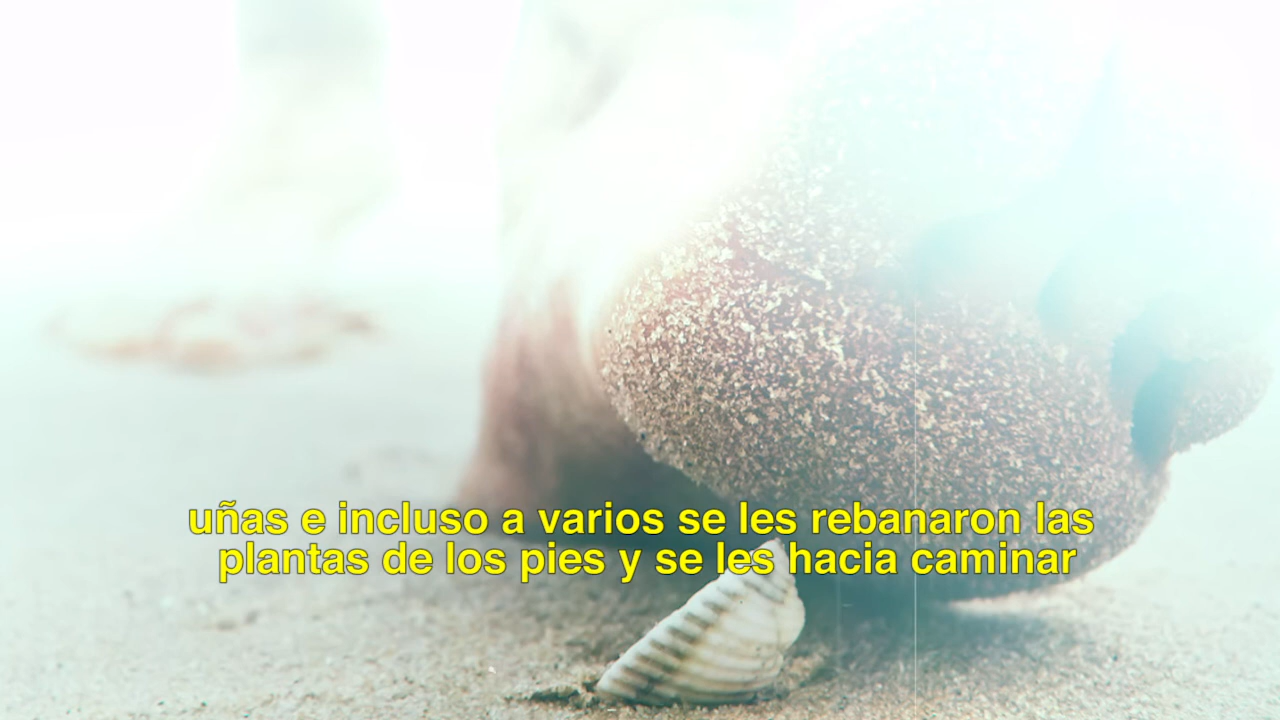 uñas e incluso a varios se les rebanaron las
plantas de los pies y se les hacia caminar